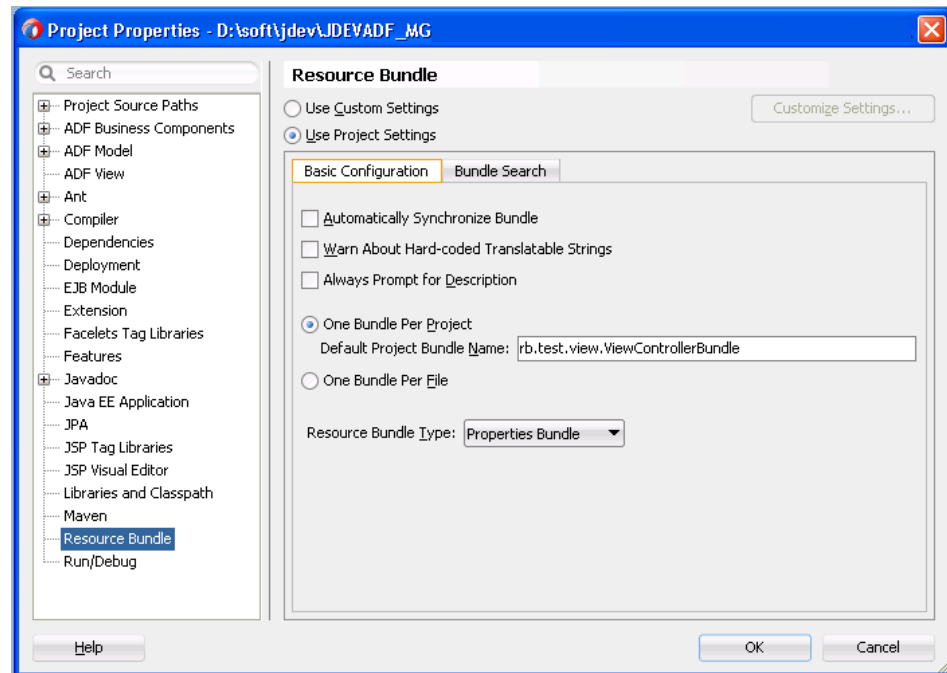 Project Properties - D:\soft\jdev\JDEVADF_MG
Search
Project Source Paths
ADF Business Components
ADF Model
ADF View
Ant
Compiler
Dependencies
Deployment
EJB Module
Extension
Facelets Tag Libraries
Features
Javadoc
Java EE Application
JPA
JSP Tag Libraries
JSP Visual Editor
Libraries and Classpath
Maven
Resource Bundle
Run/Debug
Resource Bundle
Use Custom Settings
Customize Settings...
Use Project Settings
Basic Configuration
Bundle Search
Automatically Synchronize Bundle
Warn About Hard-coded Translatable Strings
Always Prompt for Description
One Bundle Per Project
Default Project Bundle Name: rb.test.view.ViewControllerBundle
One Bundle Per File
Resource Bundle Type: Properties Bundle
Help
OK
Cancel